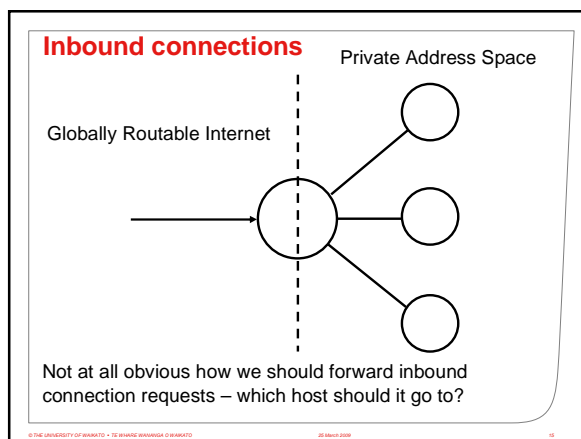 Inbound connections
Private Address Space
Globally Routable Internet
Not at all obvious how we should forward inbound
connection requests – which host should it go to?
© THE UNIVERSITY OF WAIKATO • TE WHARE WANANGA O WAIKATO
25 March 2009
15